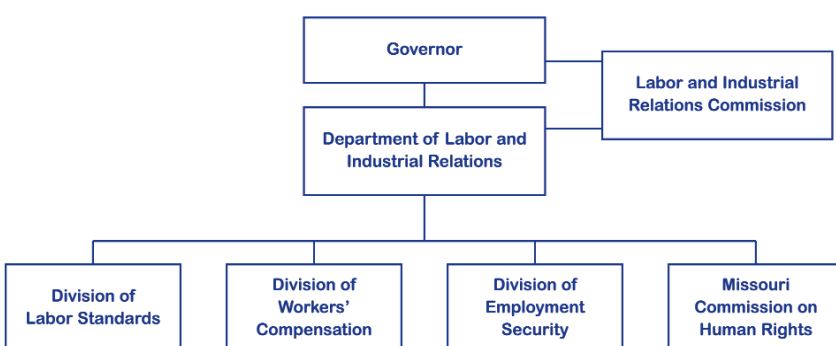 Governor
Labor and Industrial
Relations Commission
Department of Labor and
Industrial Relations
Division of
Labor Standards
Division of
Workers’
Compensation
Division of
Employment
Security
Missouri
Commission on
Human Rights